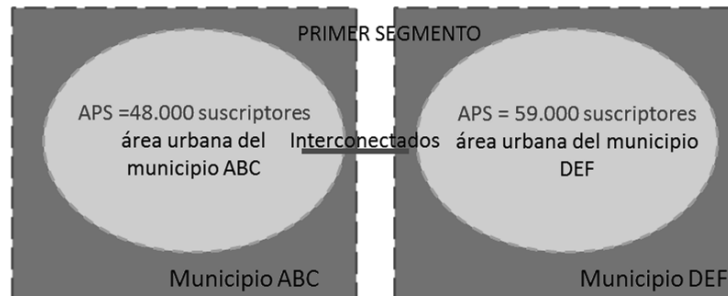 PRIMER SEGMENTO
APS =48.000 suscriptores
área urbana del
municipio ABC
Interconectados
APS = 59.000 suscriptores
área urbana del municipio
DEF
Municipio ABC
Municipio DEF